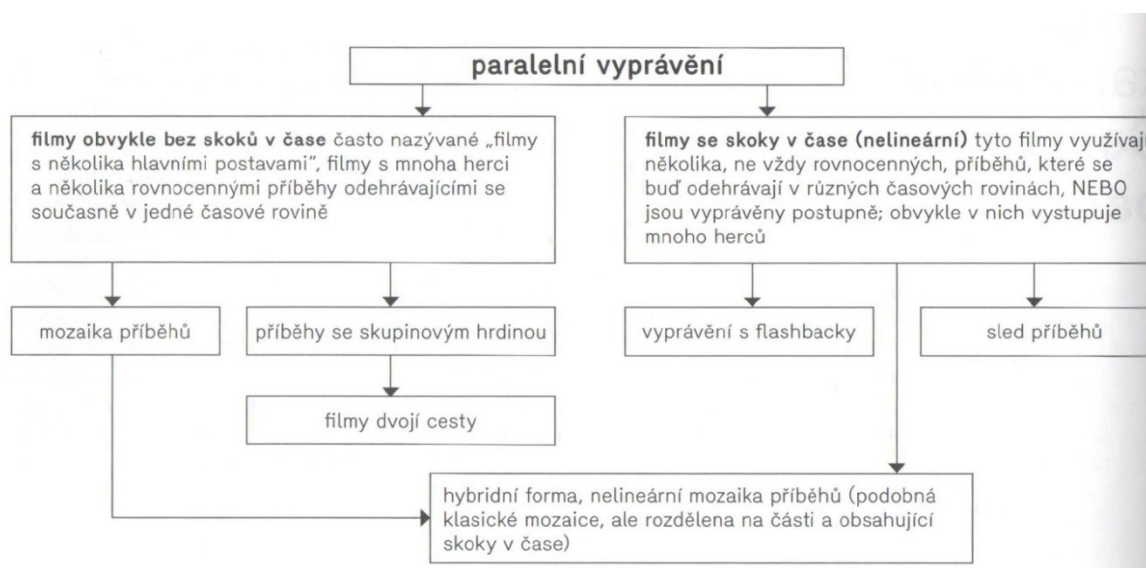 paralelní vyprávění
filmy obvykle bez skoků v čase často nazývané „filmy
s několika hlavními postavami“, filmy s mnoha herci
a několika rovnocennými příběhy odehrávajícími se
současně v jedné časové rovině
filmy se skoky v čase (nelineární) tyto filmy využívají
několika, ne vždy rovnocenných, příběhů, které se
buď odehrávají v různých časových rovinách, NEBO
jsou vyprávěny postupně; obvykle v nich vystupuje
mnoho herců
mozaika příběhů
příběhy se skupinovým hrdinou
vyprávění s flashbacky
sled příběhů
filmy dvojí cesty
hybridní forma, nelineární mozaika příběhů (podobná
klasické mozaice, ale rozdělena na části a obsahující
skoky v čase)